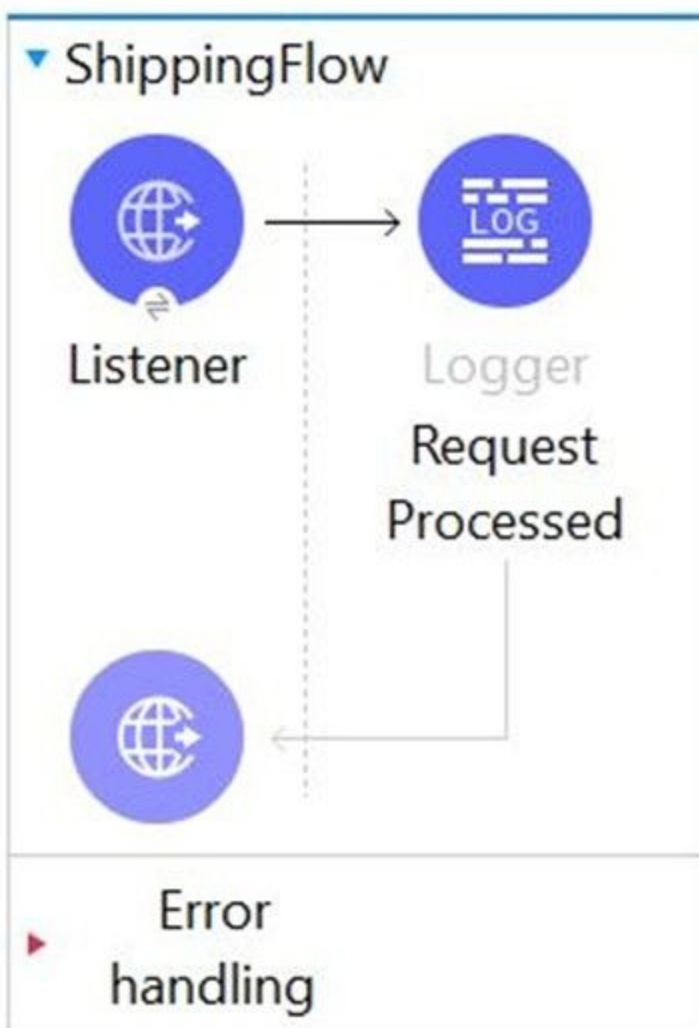 ShippingFlow
LOG
Listener
Logger
Request
Processed
Error
handling